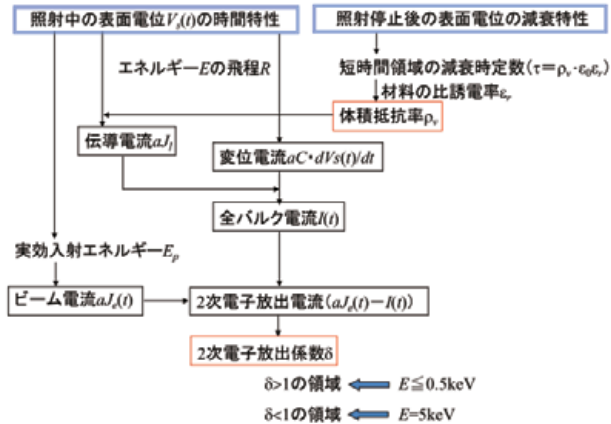 照射中の表面電位Vs(t)の時間特性
照射停止後の表面電位の減衰特性
エネルギーEの飛程R
短時間領域の減衰時定数(τ=ρv・ε0εr)
材料の比誘電率εr
体積抵抗率ρv
伝導電流aJl
変位電流aC・dVs(t)/dt
全バルク電流I(t)
実効入射エネルギーEp
ビーム電流aJe(t)
2次電子放出電流(aJe(t)−I(t))
2次電子放出係数δ
δ>1の領域 E≦0.5keV
δ<1の領域 E=5keV